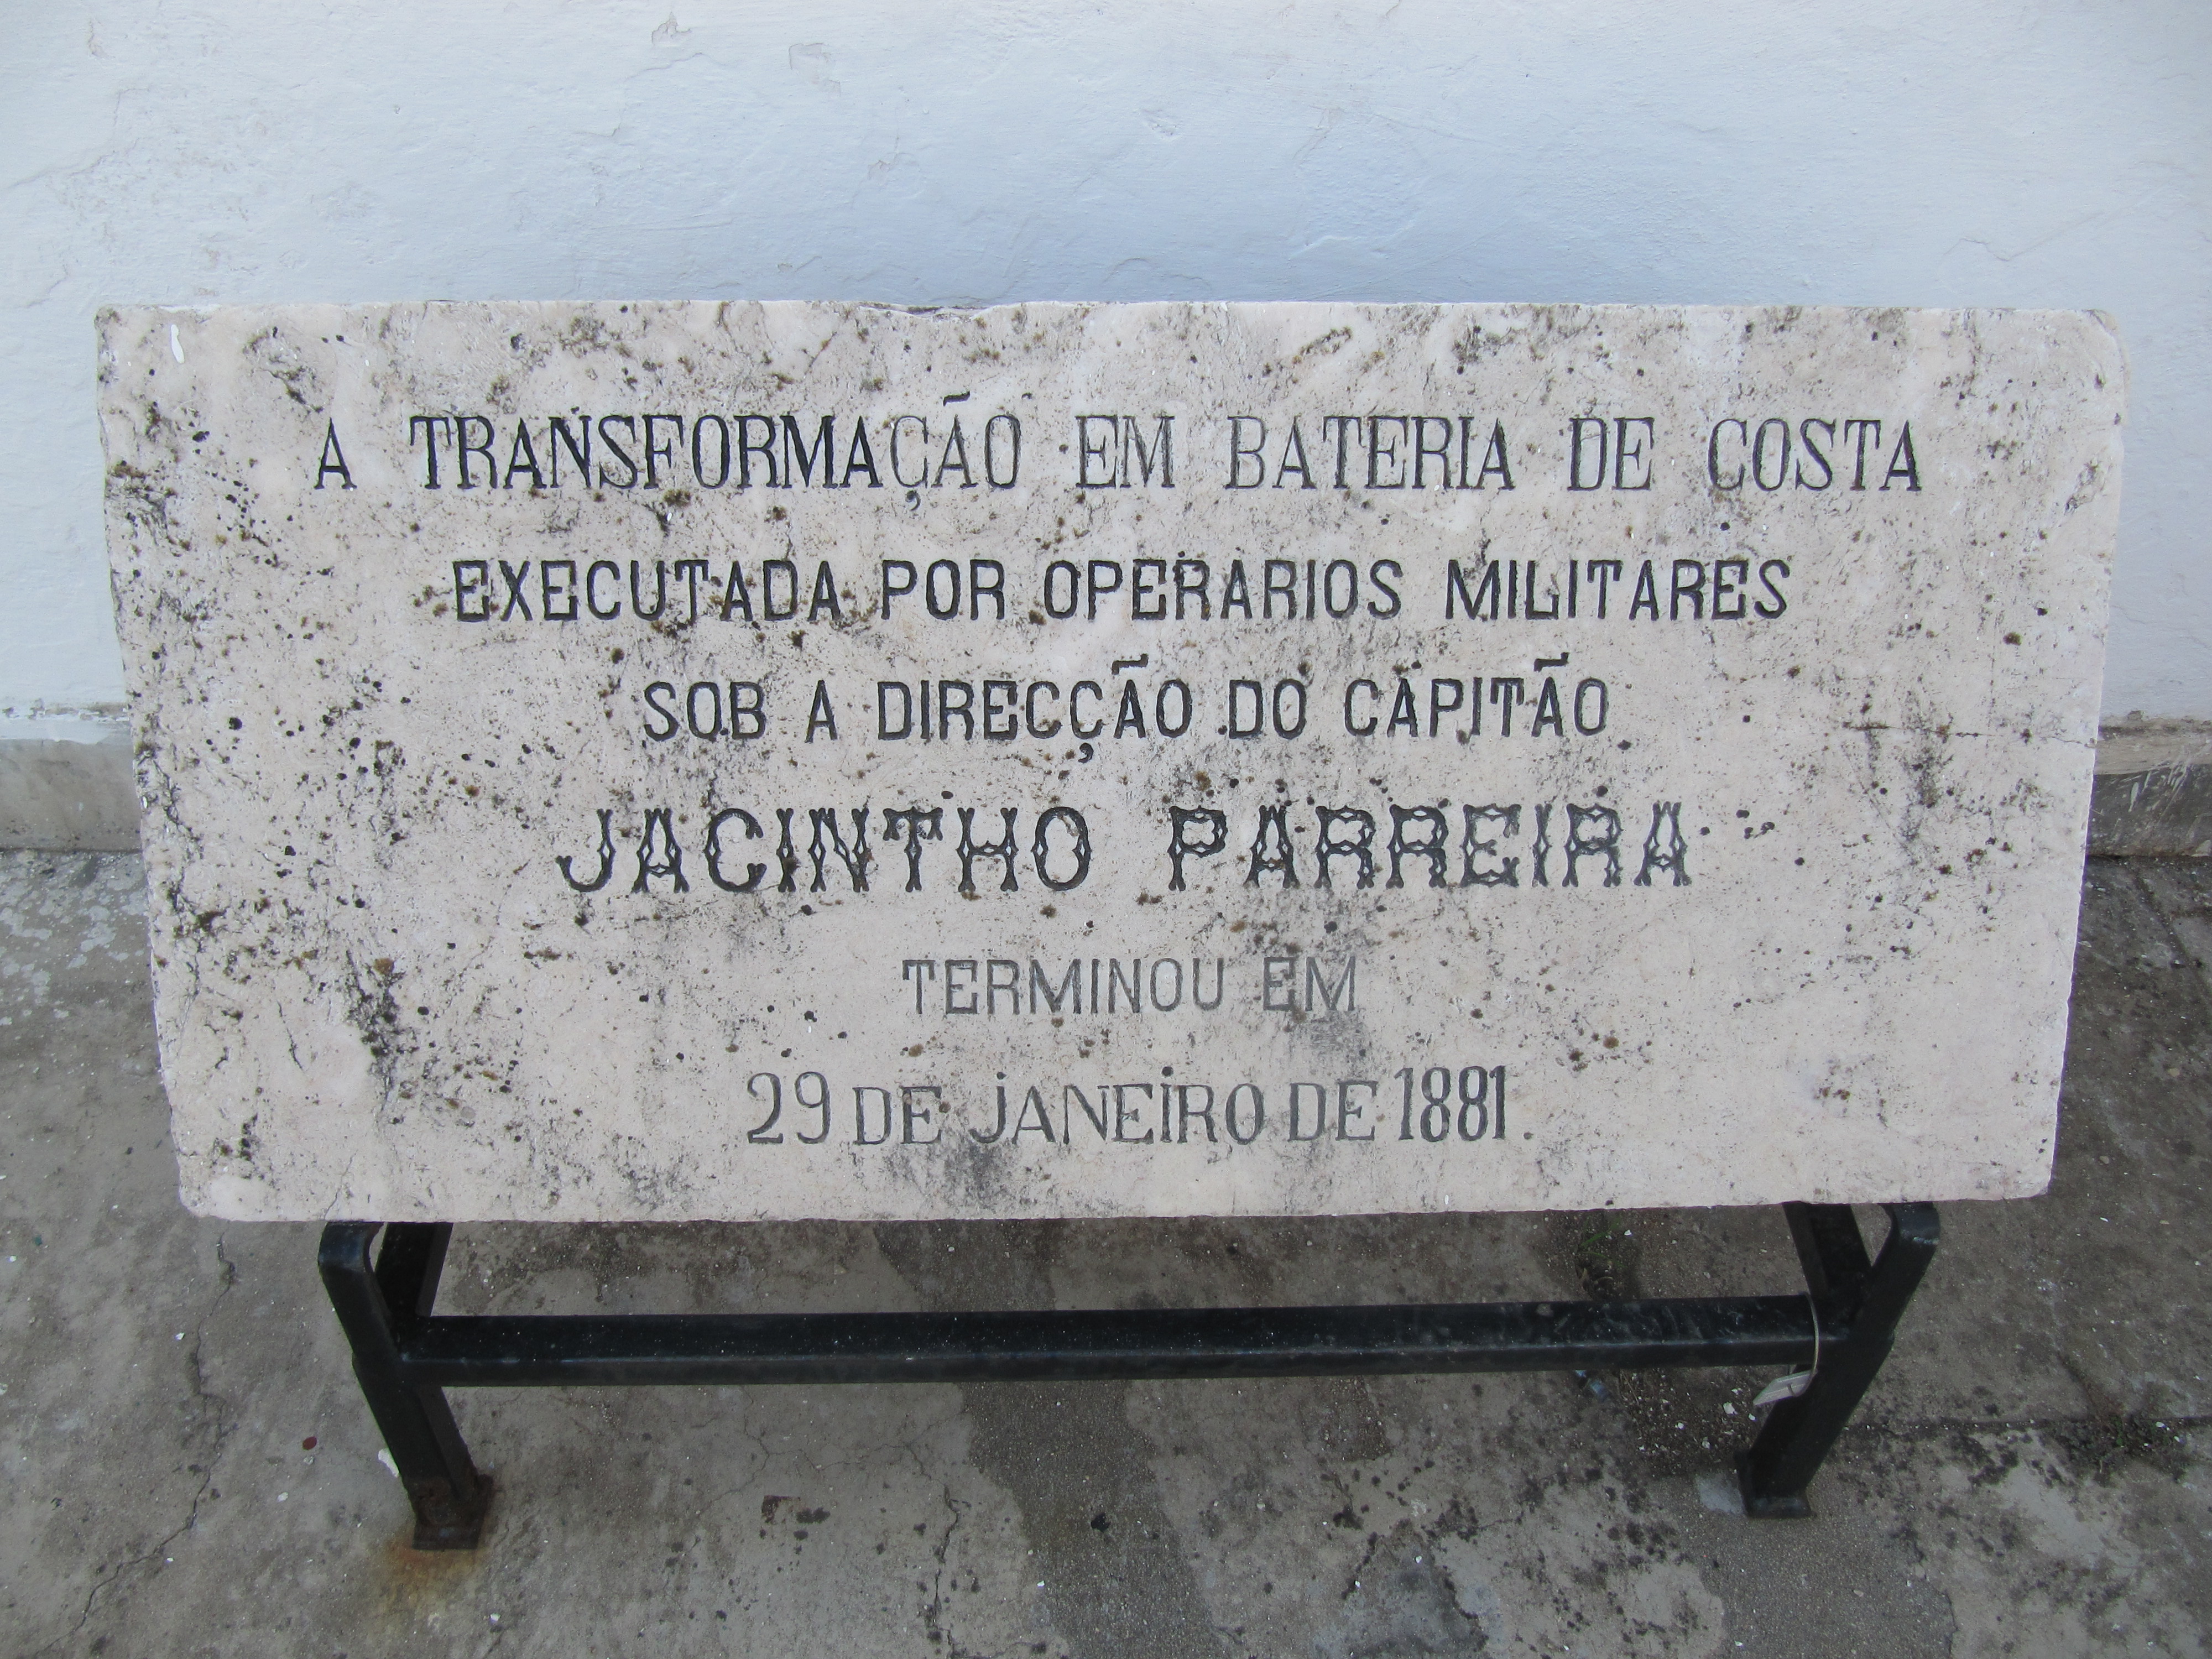 A TRANSFORMAÇÃO EM BATERIA DE COSTA
EXECUTADA POR OPERARIOS MILITARES
SOB A DIRECÇÃO DO CAPITÃO
JACINTHO PARREIRA
TERMINOU EM
29 DE JANEIRO DE 1881.